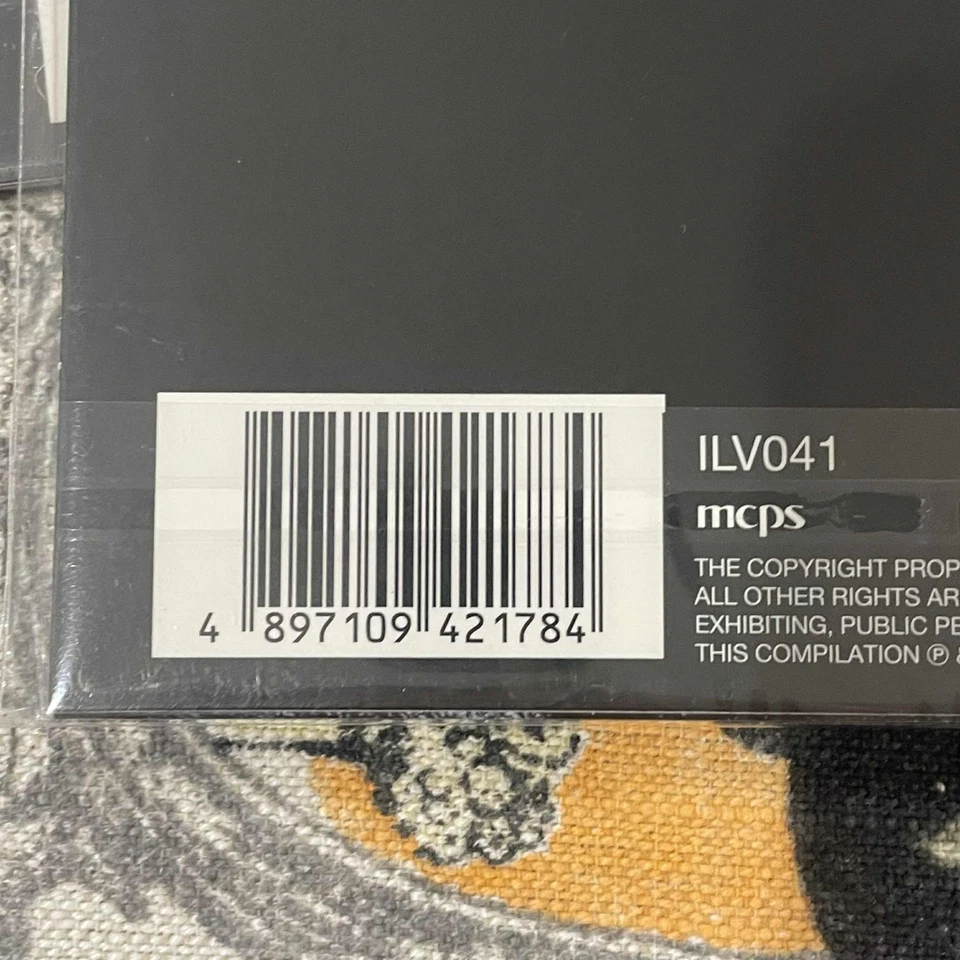 4 897109 421784
ILV041
mcps
THE COPYRIGHT PROP
ALL OTHER RIGHTS AR
EXHIBITING, PUBLIC PE
THIS COMPILATION ℗ &